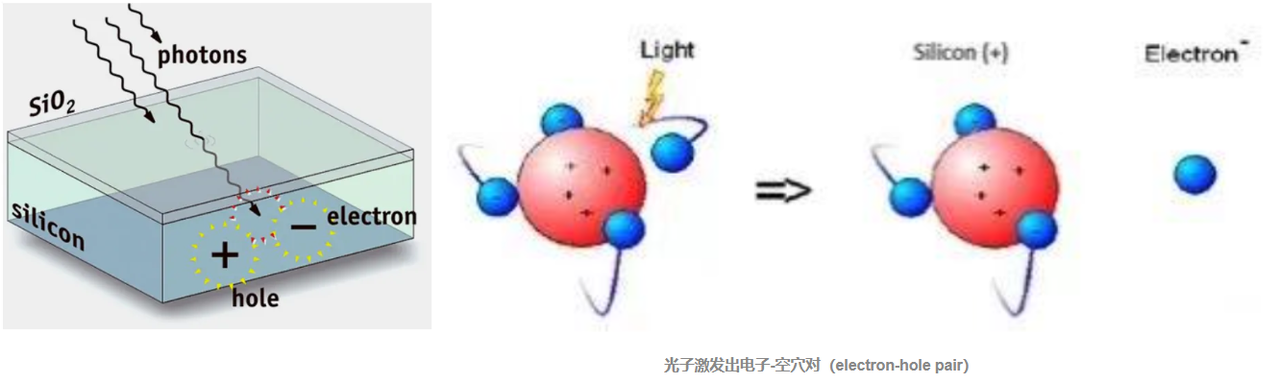 photons
SiO₂
silicon
electron
+
−
hole
Light
Silicon (+)
Electron⁻
+ + + +
+ + + +
光子激发出电子-空穴对（electron-hole pair）